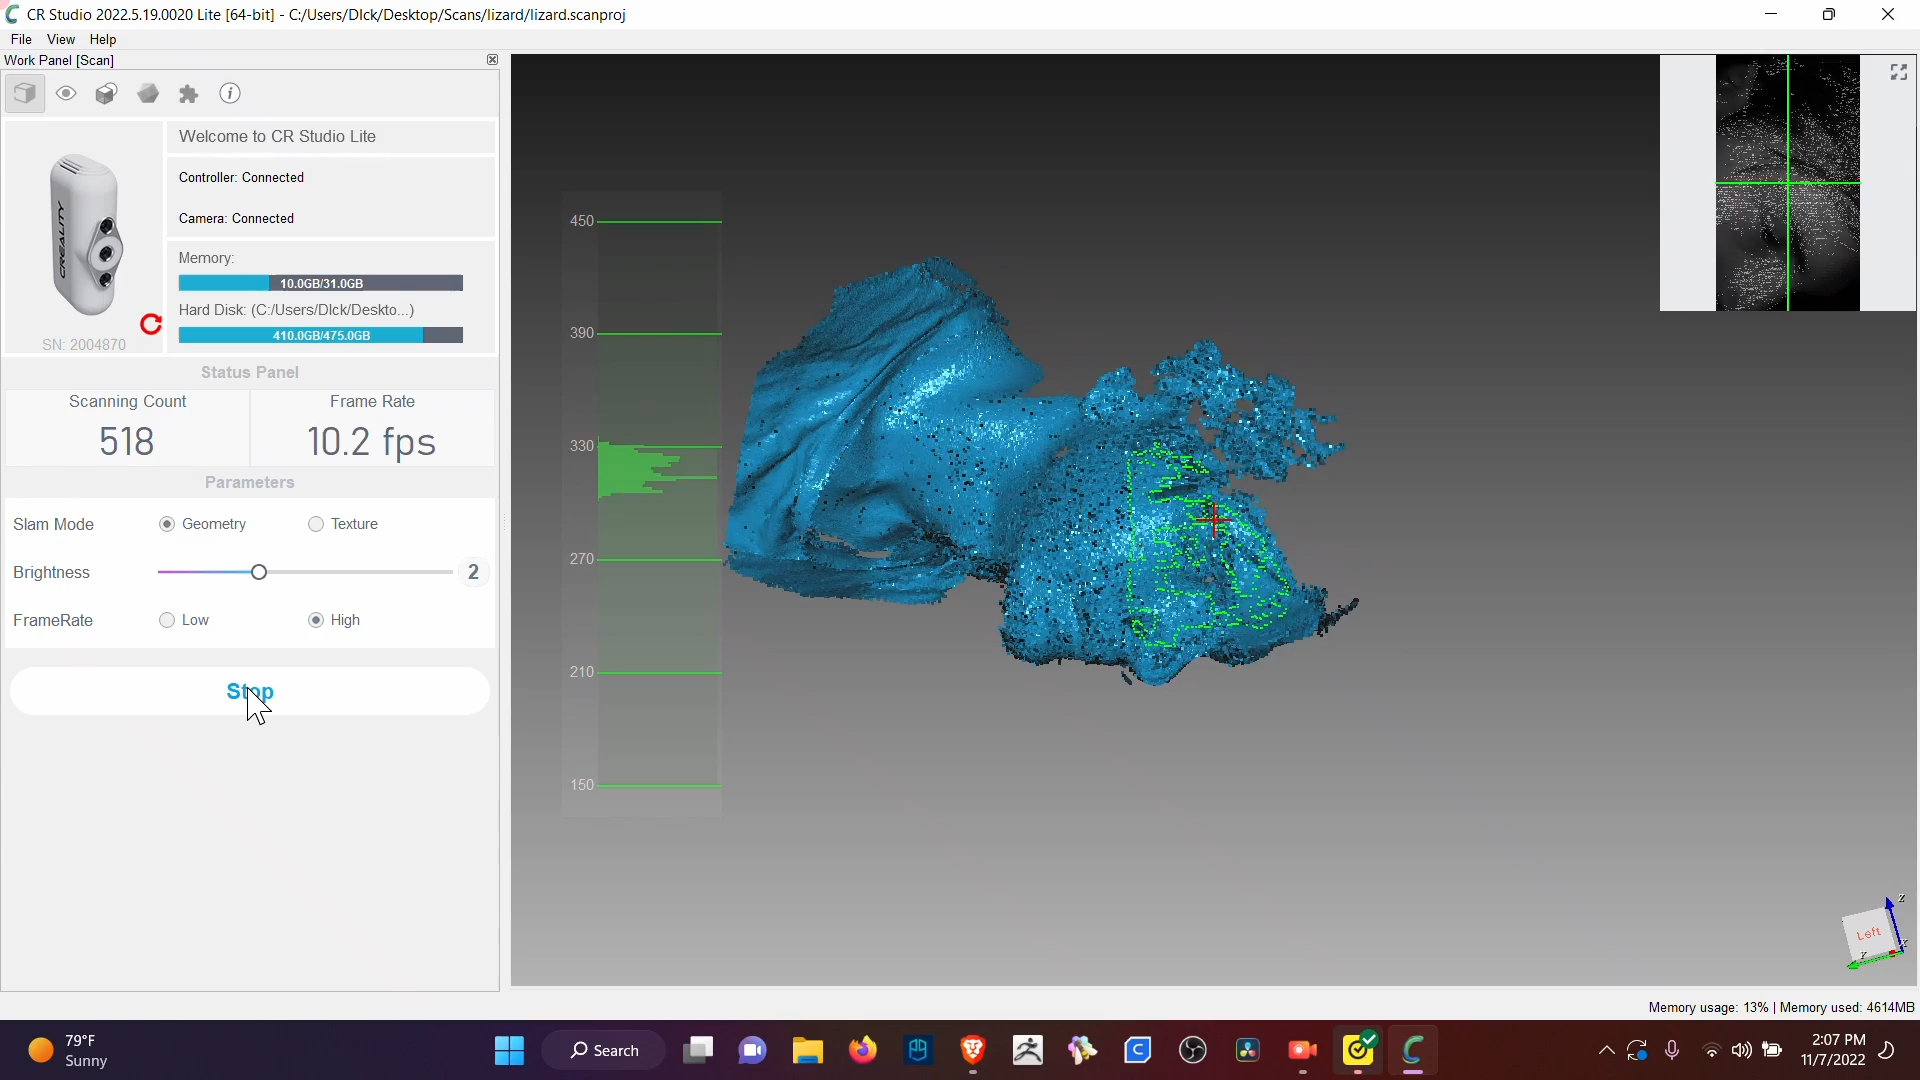 CR Studio 2022.5.19.0020 Lite [64-bit] - C:/Users/DIck/Desktop/Scans/lizard/lizard.scanproj
File View Help
Work Panel [Scan]
Welcome to CR Studio Lite
Controller: Connected
Camera: Connected
CREALITY
SN: 2004870
Memory:
10.0GB/31.0GB
Hard Disk: (C:/Users/DIck/Deskto...)
410.0GB/475.0GB
Status Panel
Scanning Count Frame Rate
518 10.2 fps
Parameters
Slam Mode Geometry Texture
Brightness 2
FrameRate Low High
Stop
450
390
330
270
210
150
Left
Z
Y
Memory usage: 13% | Memory used: 4614MB
79°F
Sunny
Search
2:07 PM
11/7/2022